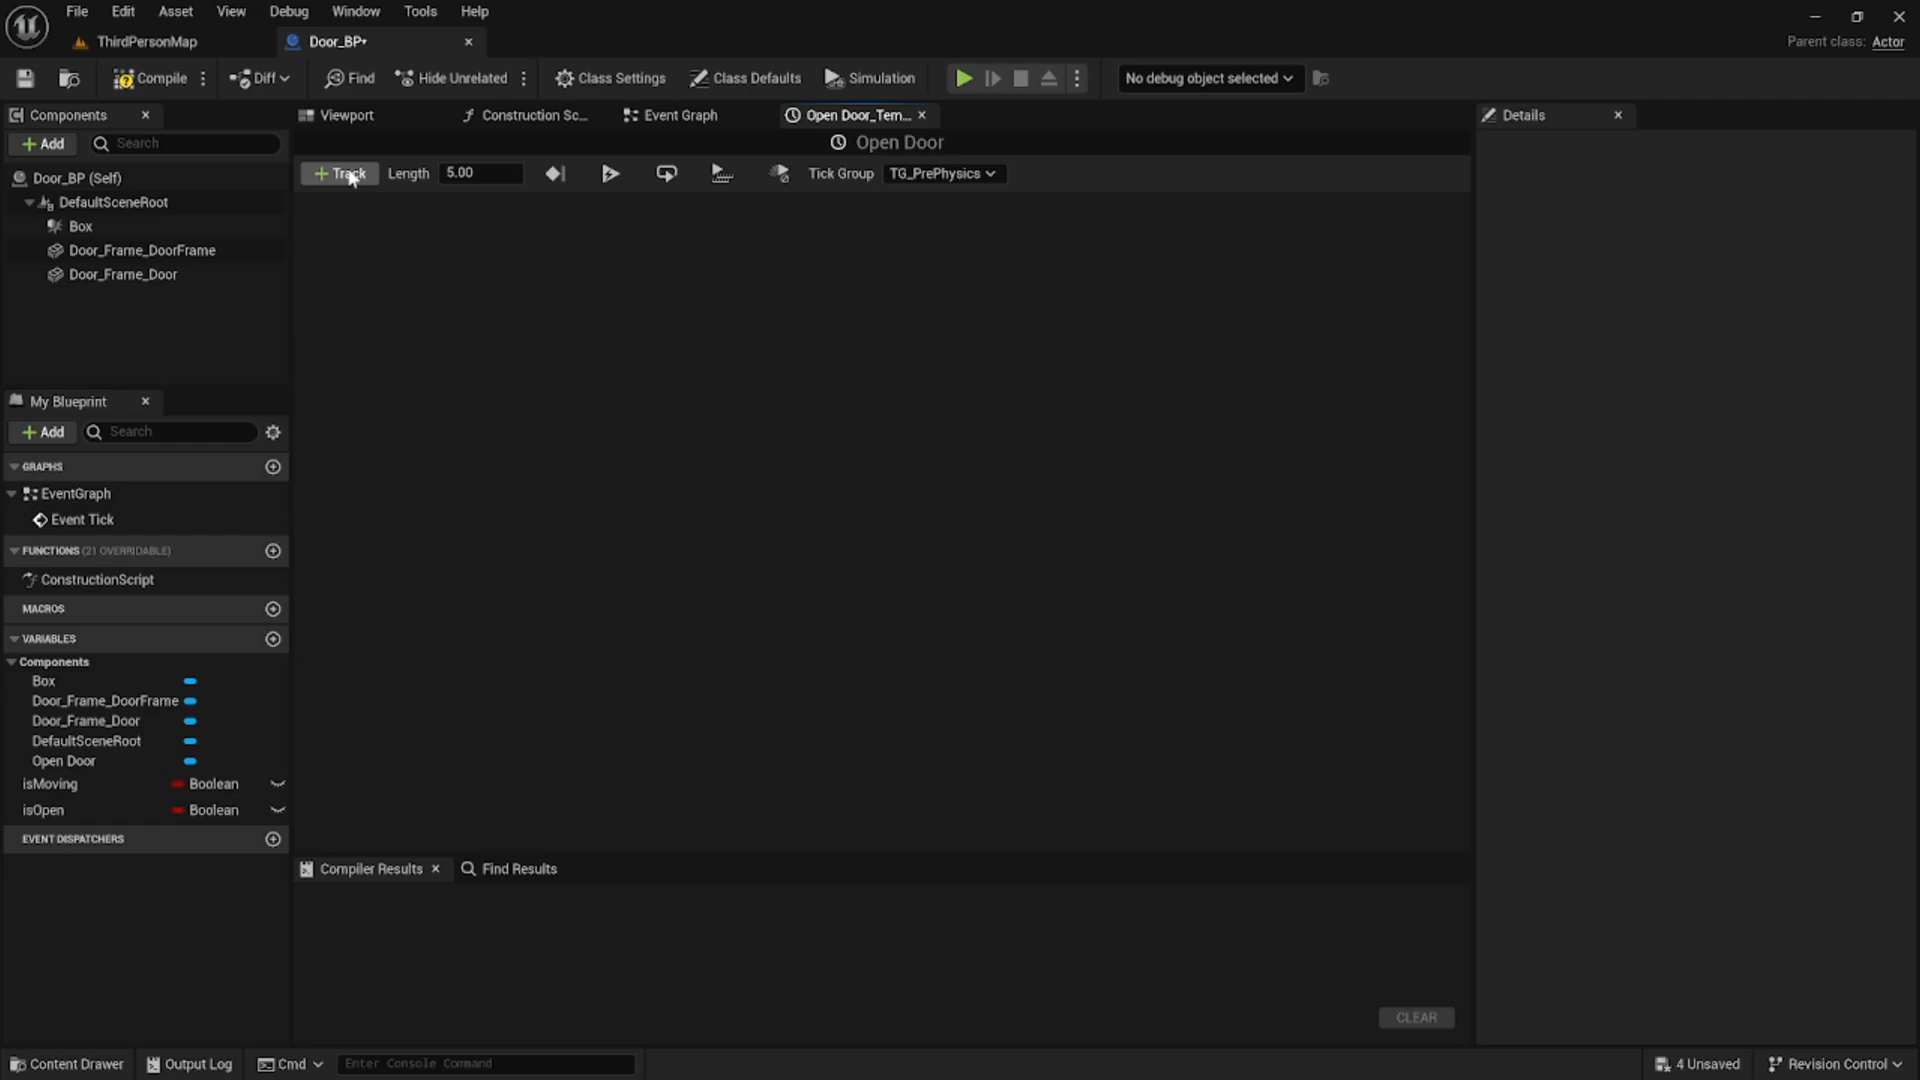 File Edit Asset View Debug Window Tools Help
ThirdPersonMap
Door_BP*
Parent class: Actor
Compile
Diff
Find
Hide Unrelated
Class Settings
Class Defaults
Simulation
No debug object selected
Components
Viewport
Construction Sc...
Event Graph
Open Door_Tem...
Details
+ Add
Search
Open Door
+ Track
Length 5.00
Tick Group TG_PrePhysics
Door_BP (Self)
DefaultSceneRoot
Box
Door_Frame_DoorFrame
Door_Frame_Door
My Blueprint
+ Add
Search
GRAPHS
EventGraph
Event Tick
FUNCTIONS (21 OVERRIDABLE)
ConstructionScript
MACROS
VARIABLES
Components
Box
Door_Frame_DoorFrame
Door_Frame_Door
DefaultSceneRoot
Open Door
isMoving Boolean
isOpen Boolean
EVENT DISPATCHERS
Compiler Results
Find Results
CLEAR
Content Drawer
Output Log
Cmd
Enter Console Command
4 Unsaved
Revision Control